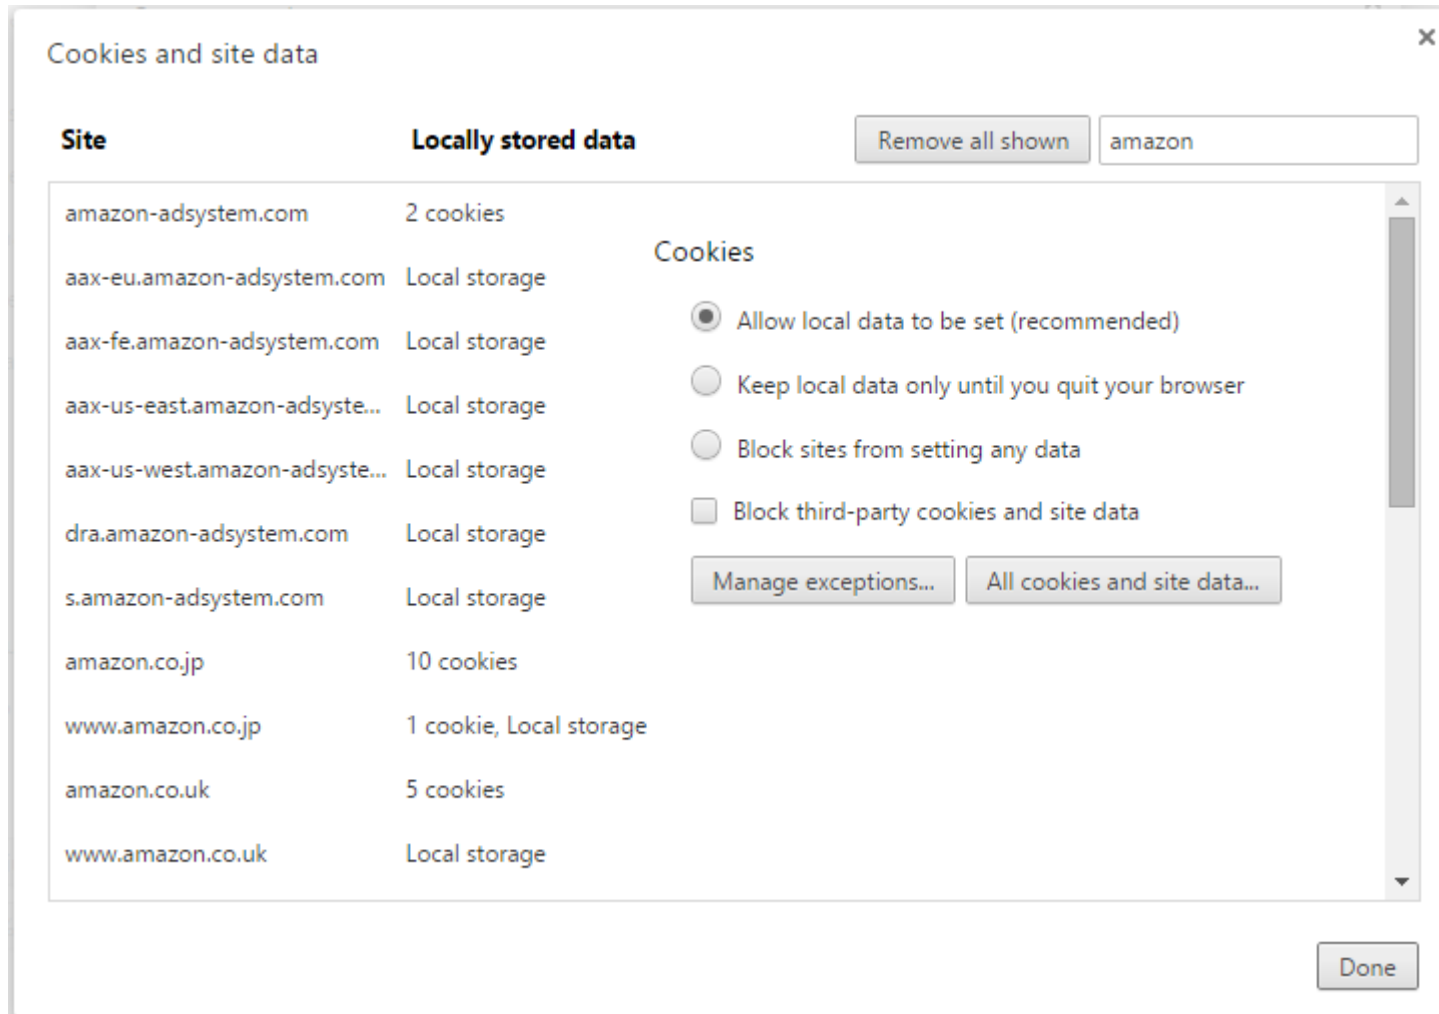 Cookies and site data
Site Locally stored data Remove all shown amazon
amazon-adsystem.com 2 cookies
Cookies
aax-eu.amazon-adsystem.com Local storage
Allow local data to be set (recommended)
aax-fe.amazon-adsystem.com Local storage
Keep local data only until you quit your browser
aax-us-east.amazon-adsyste... Local storage
Block sites from setting any data
aax-us-west.amazon-adsyste... Local storage
Block third-party cookies and site data
dra.amazon-adsystem.com Local storage
Manage exceptions... All cookies and site data...
s.amazon-adsystem.com Local storage
amazon.co.jp 10 cookies
www.amazon.co.jp 1 cookie, Local storage
amazon.co.uk 5 cookies
www.amazon.co.uk Local storage
Done